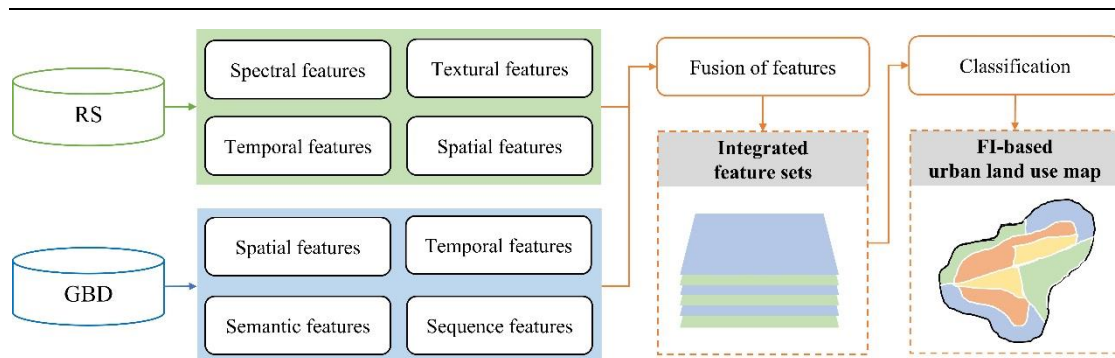 RS
Spectral features
Textural features
Temporal features
Spatial features
GBD
Spatial features
Temporal features
Semantic features
Sequence features
Fusion of features
Integrated
feature sets
Classification
FI-based
urban land use map